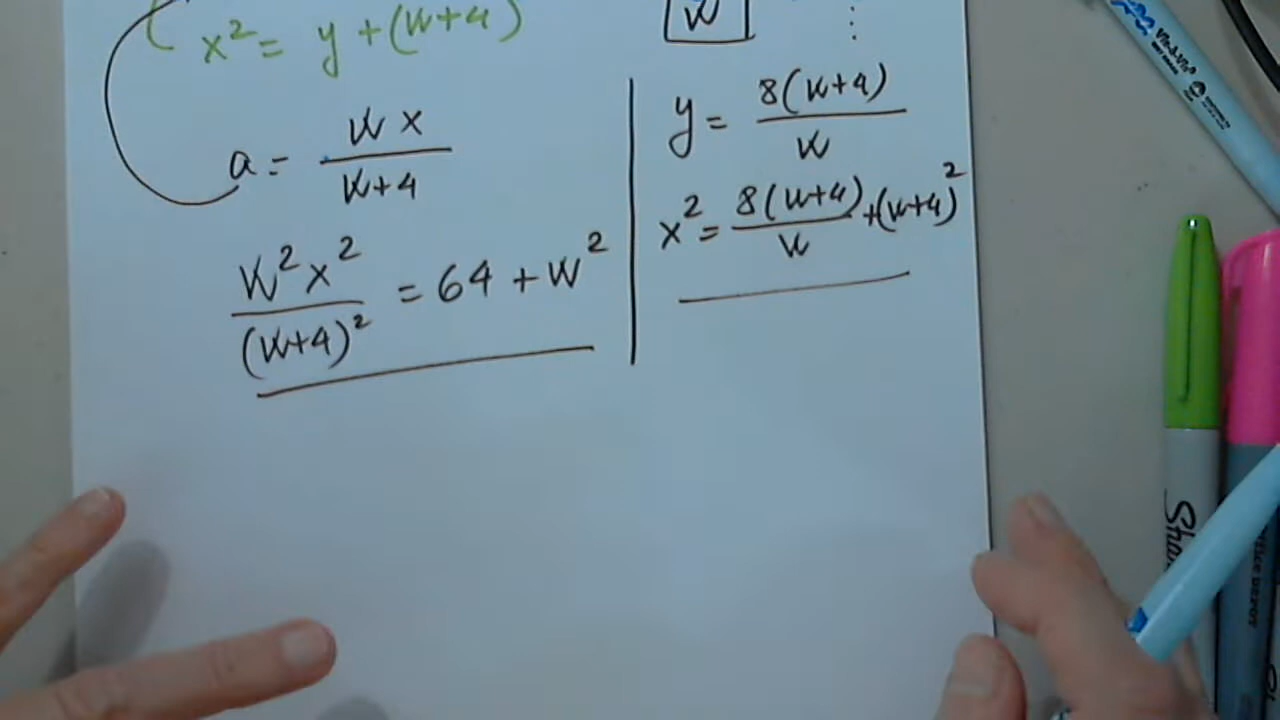 x² = y + (W+4)
a = Wx / W+4
W²x² / (W+4)² = 64 + W²
W
⋮
y = 8(W+4) / W
x² = 8(W+4) / W + (W+4)²